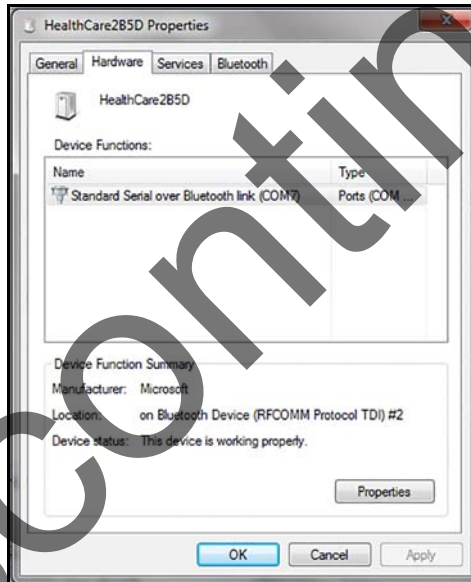 HealthCare2B5D Properties
General Hardware Services Bluetooth
HealthCare2B5D
Device Functions:
Name Type
Standard Serial over Bluetooth link (COM7) Ports (COM ...
Device Function Summary
Manufacturer: Microsoft
Location: on Bluetooth Device (RFCOMM Protocol TDI) #2
Device status: This device is working properly.
Properties
OK Cancel Apply